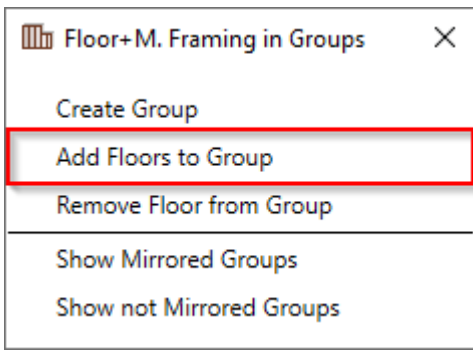 Floor+M. Framing in Groups
Create Group
Add Floors to Group
Remove Floor from Group
Show Mirrored Groups
Show not Mirrored Groups